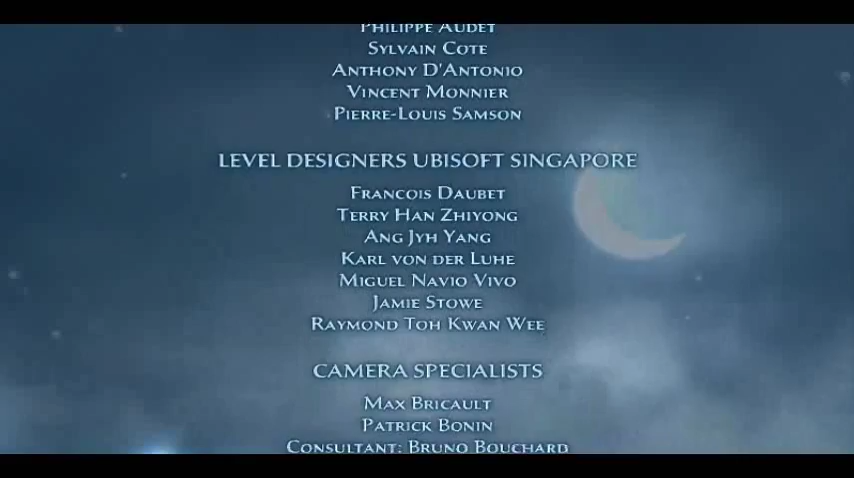 PHILIPPE AUDET
SYLVAIN COTE
ANTHONY D'ANTONIO
VINCENT MONNIER
PIERRE-LOUIS SAMSON
LEVEL DESIGNERS UBISOFT SINGAPORE
FRANCOIS DAUBET
TERRY HAN ZHIYONG
ANG JYH YANG
KARL VON DER LUHE
MIGUEL NAVIO VIVO
JAMIE STOWE
RAYMOND TOH KWAN WEE
CAMERA SPECIALISTS
MAX BRICAULT
PATRICK BONIN
CONSULTANT: BRUNO BOUCHARD